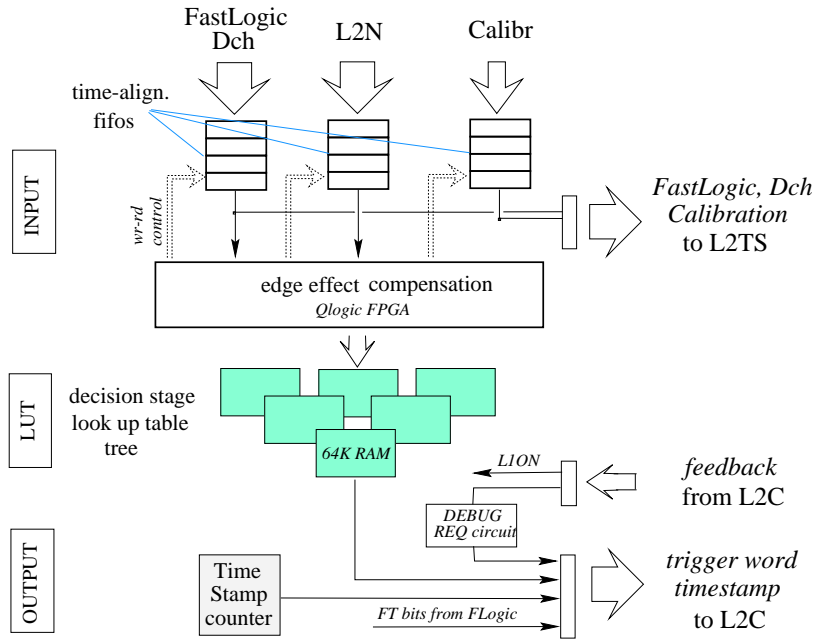 FastLogic
Dch
L2N
Calibr
time-align.
fifos
INPUT
wr-rd
control
FastLogic, Dch
Calibration
to L2TS
edge effect compensation
Qlogic FPGA
LUT
decision stage
look up table
tree
64K RAM
L1ON
feedback
from L2C
DEBUG
REQ circuit
OUTPUT
Time
Stamp
counter
FT bits from FLogic
trigger word
timestamp
to L2C